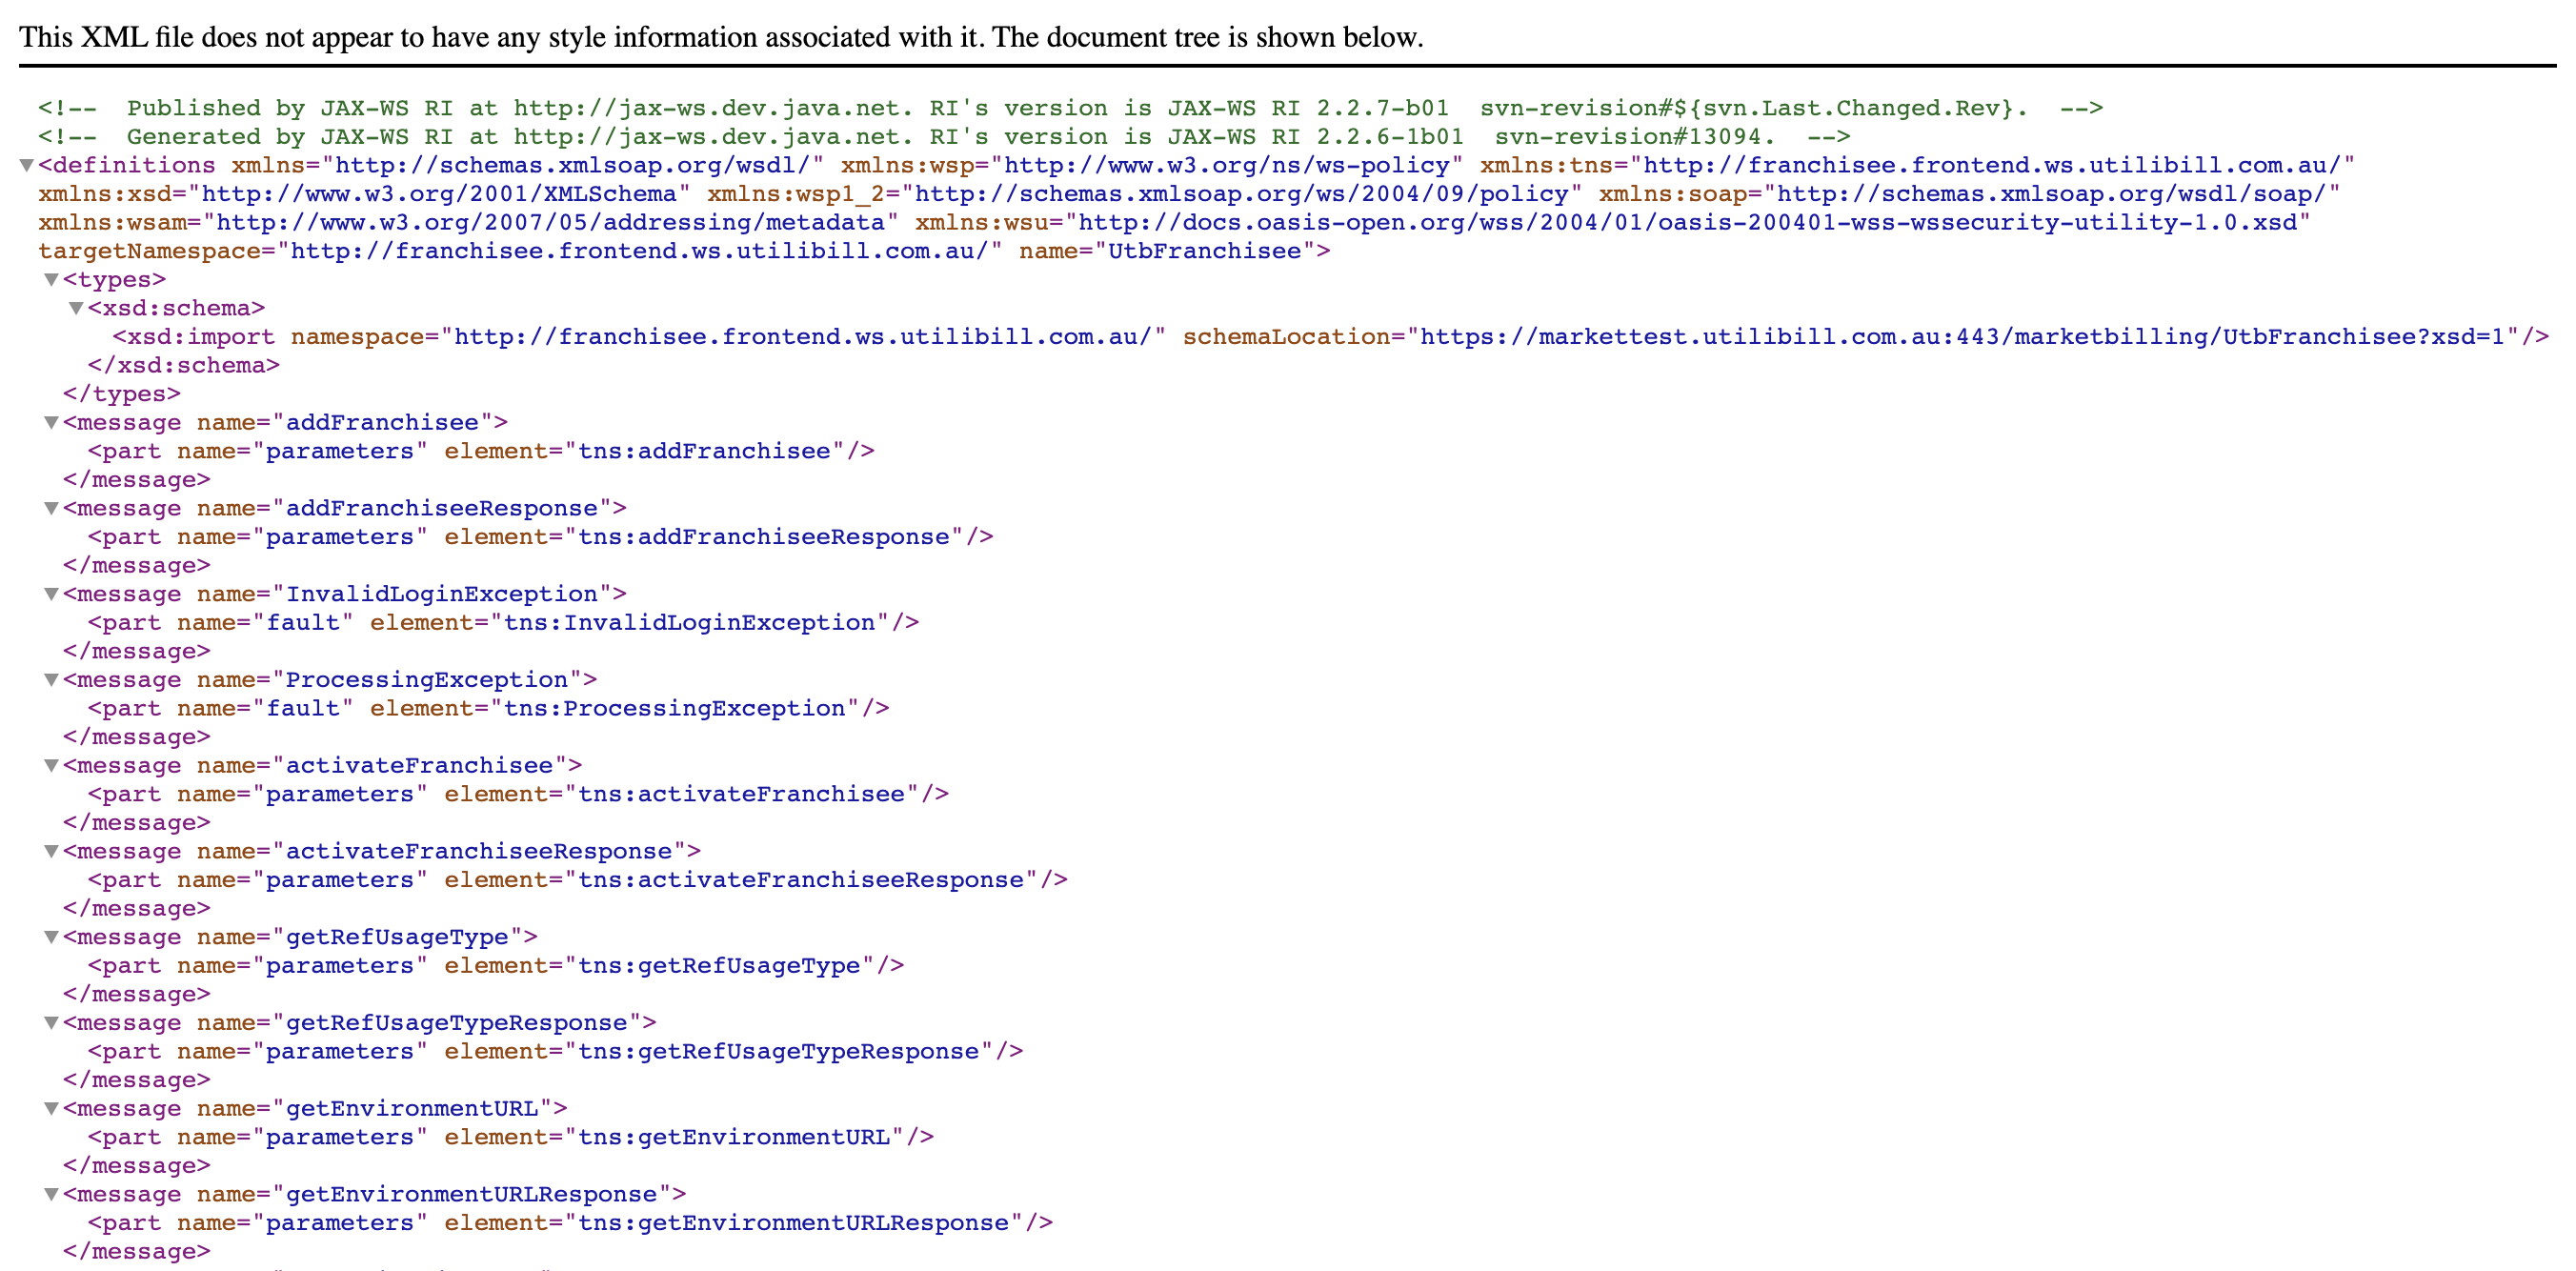 This XML file does not appear to have any style information associated with it. The document tree is shown below.
<!--  Published by JAX-WS RI at http://jax-ws.dev.java.net. RI's version is JAX-WS RI 2.2.7-b01  svn-revision#${svn.Last.Changed.Rev}.  -->
<!--  Generated by JAX-WS RI at http://jax-ws.dev.java.net. RI's version is JAX-WS RI 2.2.6-1b01  svn-revision#13094.  -->
▼<definitions xmlns="http://schemas.xmlsoap.org/wsdl/" xmlns:wsp="http://www.w3.org/ns/ws-policy" xmlns:tns="http://franchisee.frontend.ws.utilibill.com.au/"
xmlns:xsd="http://www.w3.org/2001/XMLSchema" xmlns:wsp1_2="http://schemas.xmlsoap.org/ws/2004/09/policy" xmlns:soap="http://schemas.xmlsoap.org/wsdl/soap/"
xmlns:wsam="http://www.w3.org/2007/05/addressing/metadata" xmlns:wsu="http://docs.oasis-open.org/wss/2004/01/oasis-200401-wss-wssecurity-utility-1.0.xsd"
targetNamespace="http://franchisee.frontend.ws.utilibill.com.au/" name="UtbFranchisee">
▼<types>
▼<xsd:schema>
<xsd:import namespace="http://franchisee.frontend.ws.utilibill.com.au/" schemaLocation="https://markettest.utilibill.com.au:443/marketbilling/UtbFranchisee?xsd=1"/>
</xsd:schema>
</types>
▼<message name="addFranchisee">
<part name="parameters" element="tns:addFranchisee"/>
</message>
▼<message name="addFranchiseeResponse">
<part name="parameters" element="tns:addFranchiseeResponse"/>
</message>
▼<message name="InvalidLoginException">
<part name="fault" element="tns:InvalidLoginException"/>
</message>
▼<message name="ProcessingException">
<part name="fault" element="tns:ProcessingException"/>
</message>
▼<message name="activateFranchisee">
<part name="parameters" element="tns:activateFranchisee"/>
</message>
▼<message name="activateFranchiseeResponse">
<part name="parameters" element="tns:activateFranchiseeResponse"/>
</message>
▼<message name="getRefUsageType">
<part name="parameters" element="tns:getRefUsageType"/>
</message>
▼<message name="getRefUsageTypeResponse">
<part name="parameters" element="tns:getRefUsageTypeResponse"/>
</message>
▼<message name="getEnvironmentURL">
<part name="parameters" element="tns:getEnvironmentURL"/>
</message>
▼<message name="getEnvironmentURLResponse">
<part name="parameters" element="tns:getEnvironmentURLResponse"/>
</message>